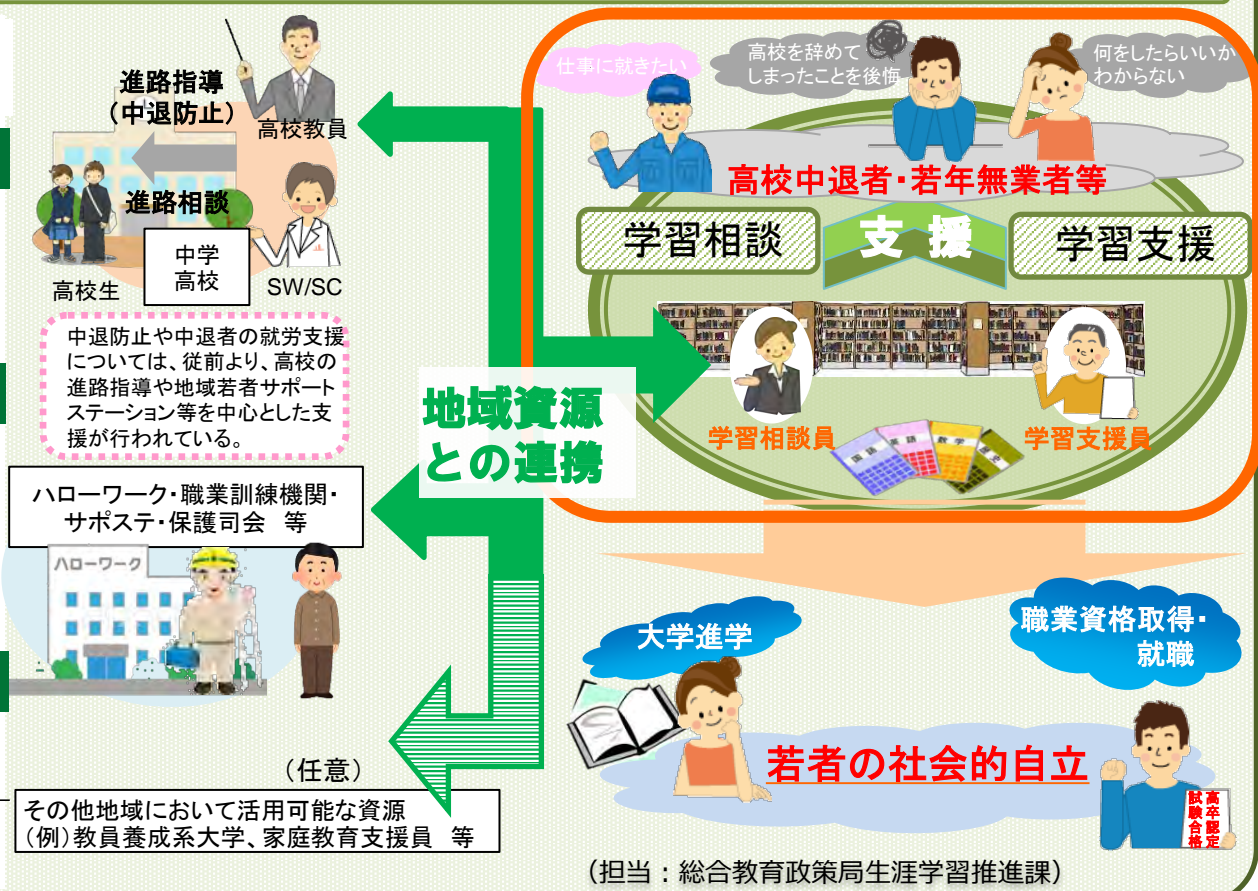 進路指導
（中退防止）
高校教員
進路相談
中学
高校
高校生
SW/SC
中退防止や中退者の就労支援
については、従前より、高校の
進路指導や地域若者サポート
ステーション等を中心とした支
援が行われている。
ハローワーク・職業訓練機関・
サポステ・保護司会　等
ハローワーク
（任意）
その他地域において活用可能な資源
（例）教員養成系大学、家庭教育支援員　等
地域資源
との連携
仕事に就きたい
高校を辞めて
しまったことを後悔
何をしたらいいか
わからない
高校中退者・若年無業者等
学習相談
支 援
学習支援
学習相談員
学習支援員
国語
英語
数学
歴史
大学進学
職業資格取得・
就職
若者の社会的自立
高卒認定
試験合格
（担当：総合教育政策局生涯学習推進課）